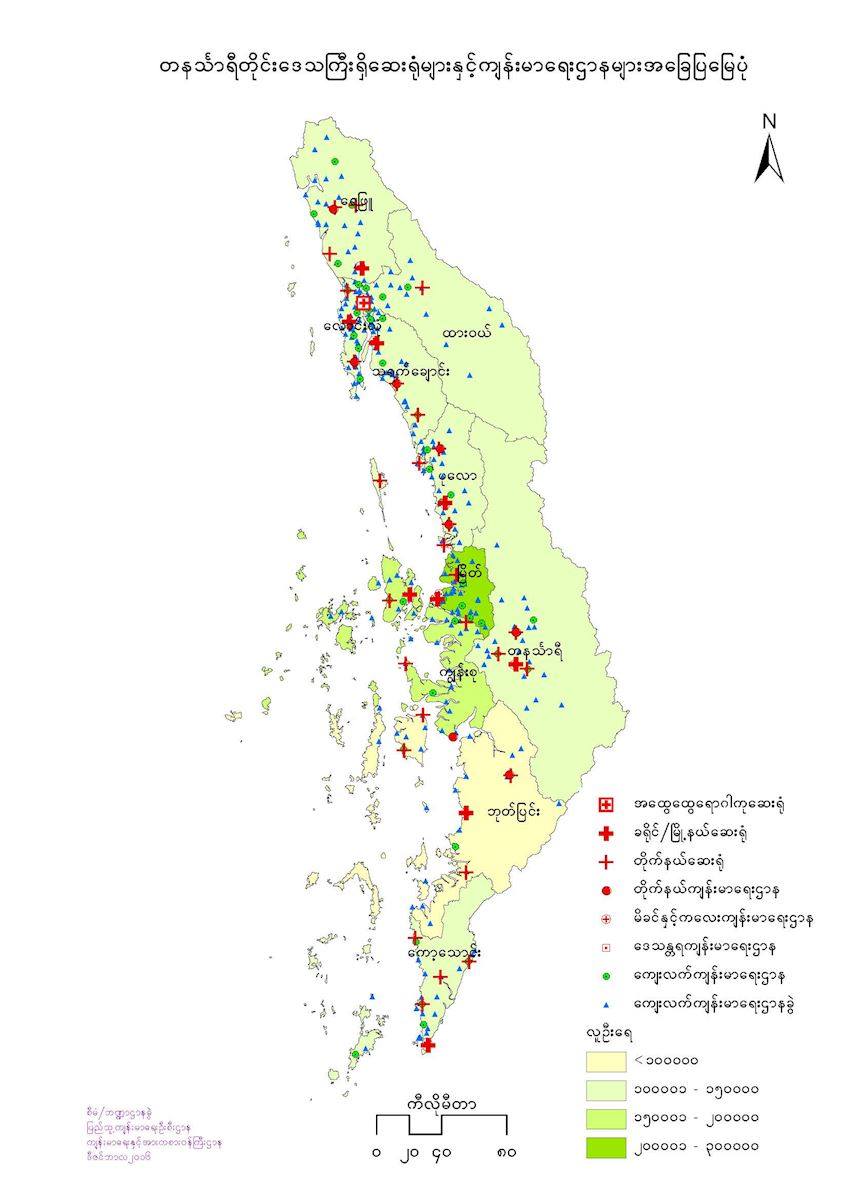 တနင်္သာရီတိုင်းဒေသကြီးရှိဆေးရုံများနှင့်ကျန်းမာရေးဌာနများအခြေပြမြေပုံ
N
ရေဖြူ
လောင်းလုံ
ထားဝယ်
သရက်ချောင်း
ပုလော
မြိတ်
တနင်္သာရီ
ကျွန်းစု
ဘုတ်ပြင်း
ကော့သောင်း
အထွေထွေရောဂါကုဆေးရုံ
ခရိုင်/မြို့နယ်ဆေးရုံ
တိုက်နယ်ဆေးရုံ
တိုက်နယ်ကျန်းမာရေးဌာန
မိခင်နှင့်ကလေးကျန်းမာရေးဌာန
ဒေသန္တရကျန်းမာရေးဌာန
ကျေးလက်ကျန်းမာရေးဌာန
ကျေးလက်ကျန်းမာရေးဌာနခွဲ
လူဦးရေ
< ၁၀၀၀၀၀
၁၀၀၀၀၁ - ၁၅၀၀၀၀
၁၅၀၀၀၁ - ၂၀၀၀၀၀
၂၀၀၀၀၁ - ၃၀၀၀၀၀
ကီလိုမီတာ
၀ ၂၀ ၄၀ ၈၀
စီမံ/ဘဏ္ဍာဌာနခွဲ
ပြည်သူ့ကျန်းမာရေးဦးစီးဌာန
ကျန်းမာရေးနှင့်အားကစားဝန်ကြီးဌာန
ဒီဇင်ဘာလ၂၀၁၆